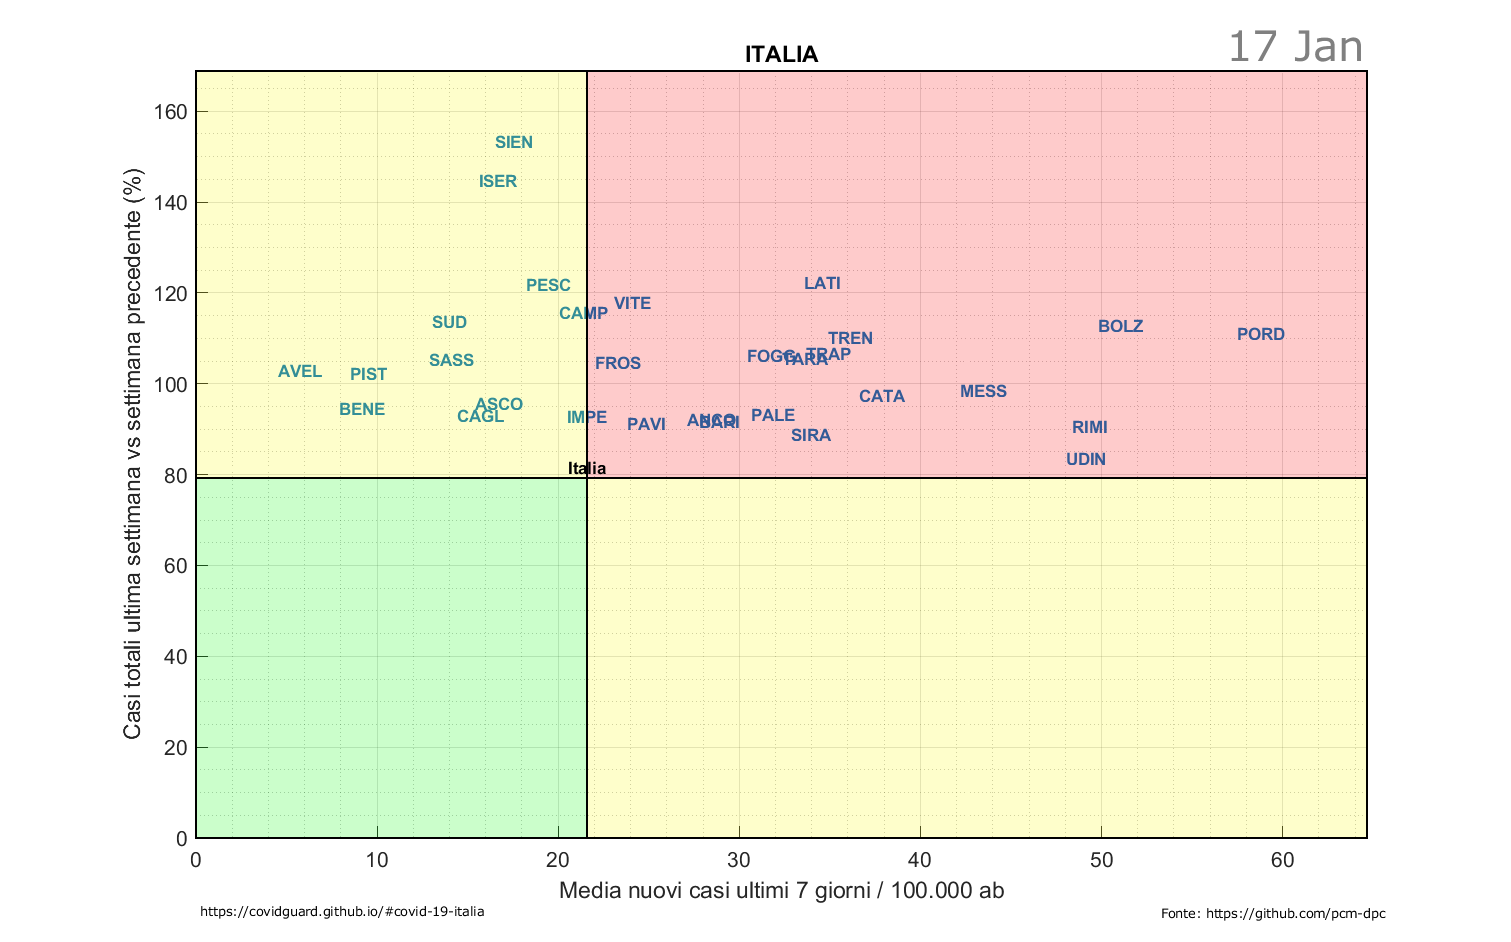 17 Jan
ITALIA
Casi totali ultima settimana vs settimana precedente (%)
160
140
120
100
80
60
40
20
0
SIEN
ISER
PESC
LATI
VITE
CAMP
SUD
BOLZ
PORD
TREN
TRAP
FOGG
TARA
SASS
FROS
AVEL
PIST
MESS
CATA
ASCO
BENE
CAGL
IMPE
PALE
ANCO
BARI
PAVI
RIMI
SIRA
UDIN
Italia
0 10 20 30 40 50 60
Media nuovi casi ultimi 7 giorni / 100.000 ab
https://covidguard.github.io/#covid-19-italia
Fonte: https://github.com/pcm-dpc